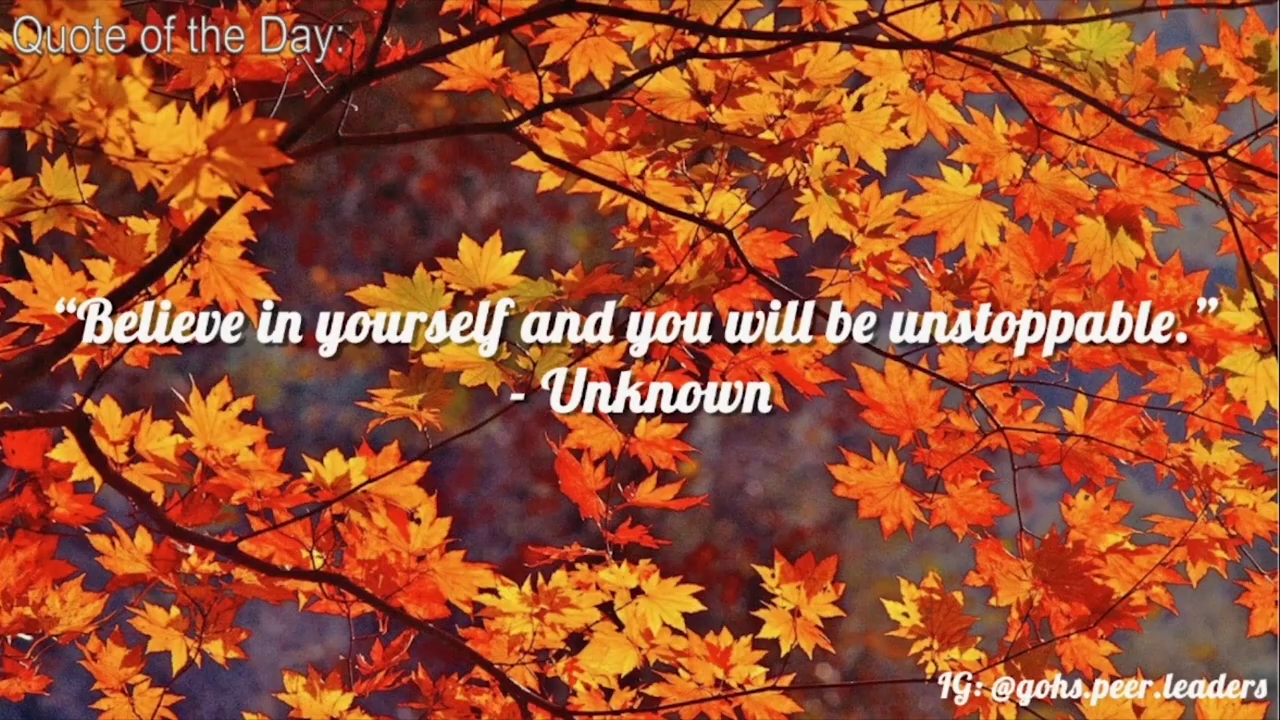 Quote of the Day:
“Believe in yourself and you will be unstoppable.”
- Unknown
IG: @gohs.peer.leaders